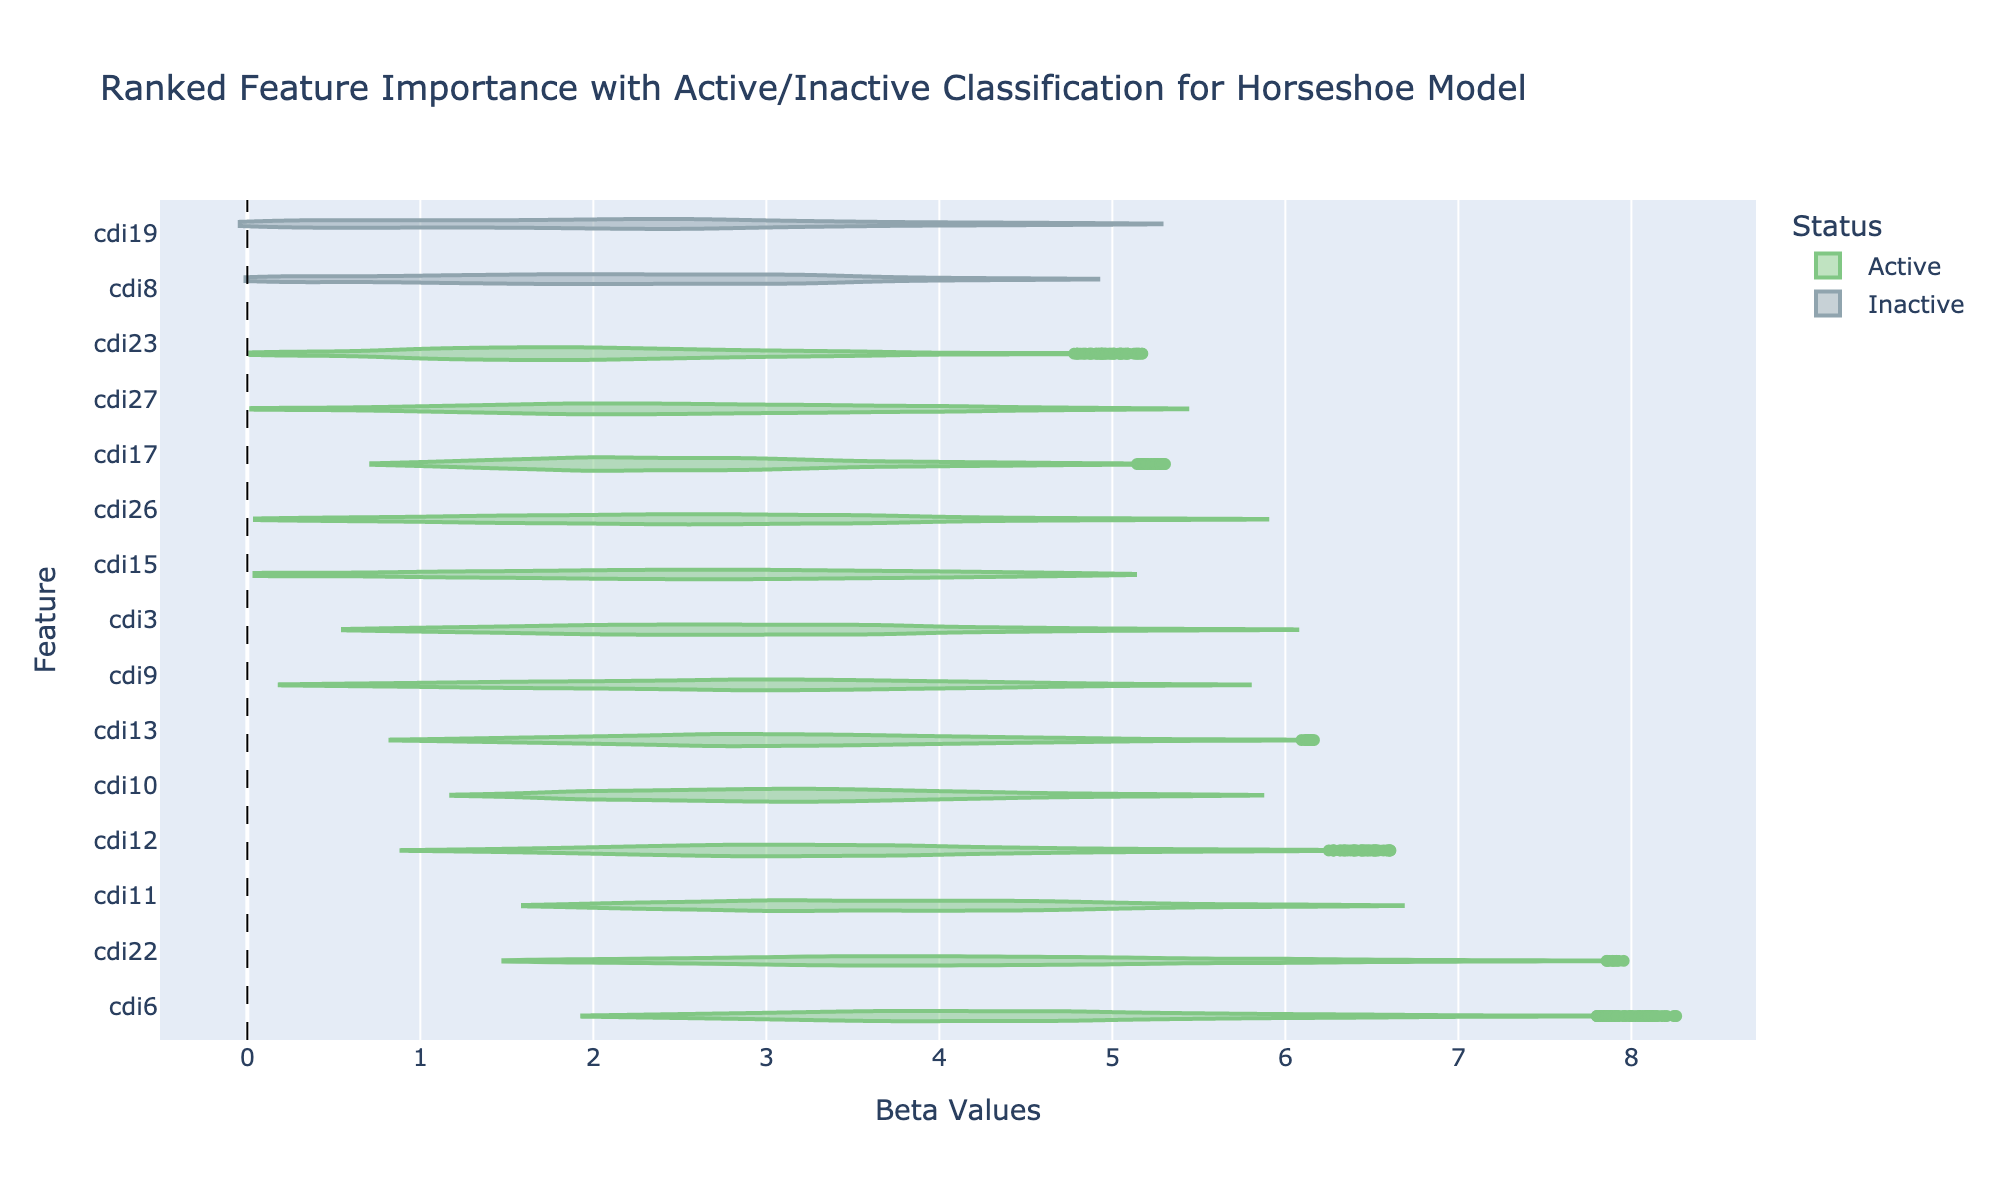 Ranked Feature Importance with Active/Inactive Classification for Horseshoe Model
Status
Active
Inactive
Feature
cdi19
cdi8
cdi23
cdi27
cdi17
cdi26
cdi15
cdi3
cdi9
cdi13
cdi10
cdi12
cdi11
cdi22
cdi6
0 1 2 3 4 5 6 7 8
Beta Values